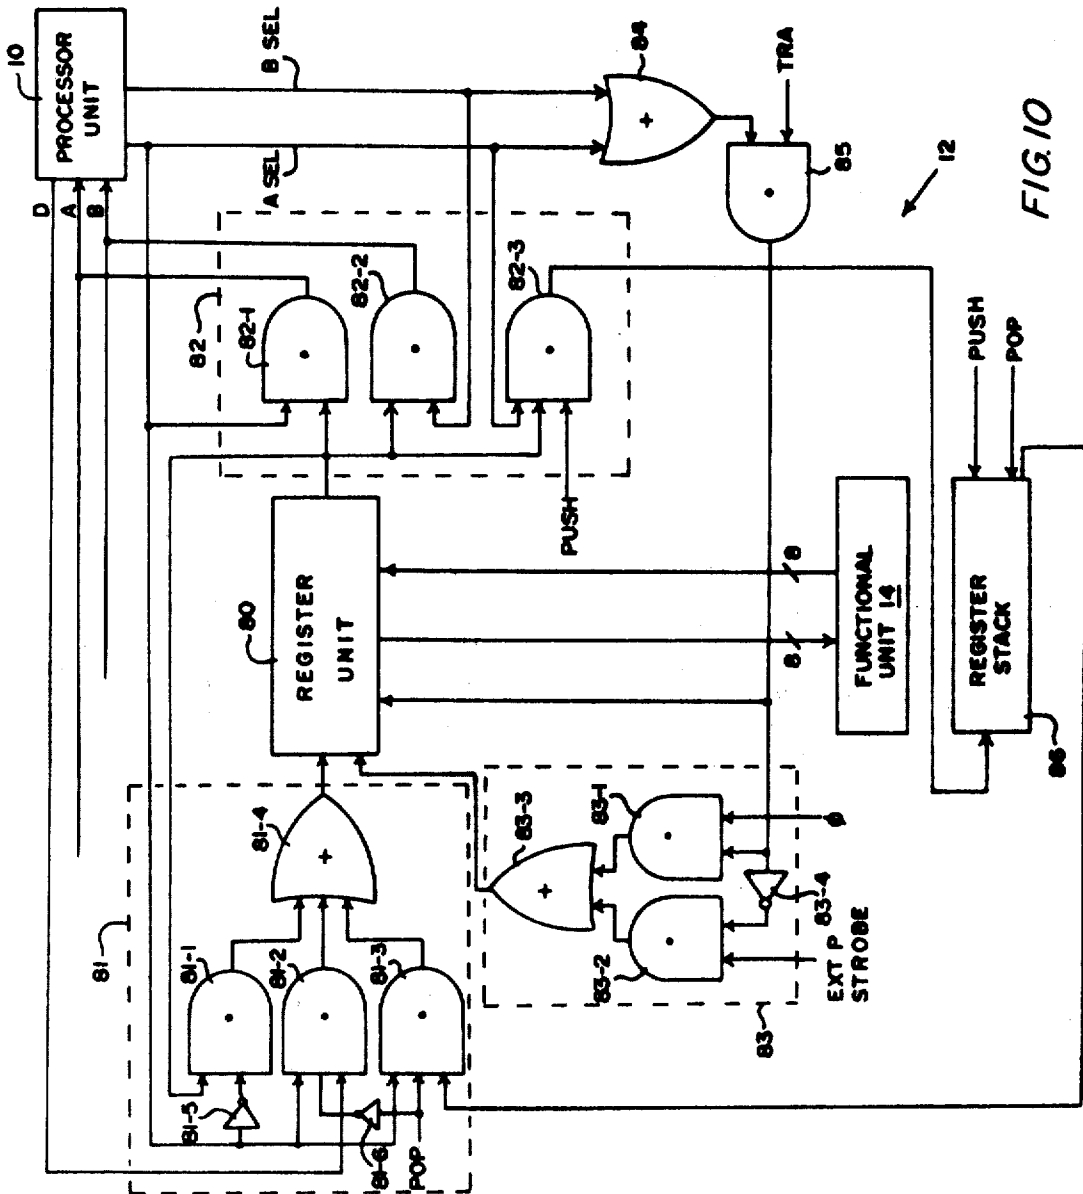 10
PROCESSOR
UNIT
D
A
B
A SEL
B SEL
84
TRA
85
12
FIG. 10
82
82-1
82-2
82-3
PUSH
80
REGISTER
UNIT
8
8
FUNCTIONAL
UNIT 14
PUSH
POP
REGISTER
STACK
86
81
81-1
81-2
81-3
81-4
81-5
81-6
POP
83
83-1
83-2
83-3
83-4
Ø
EXT P
STROBE